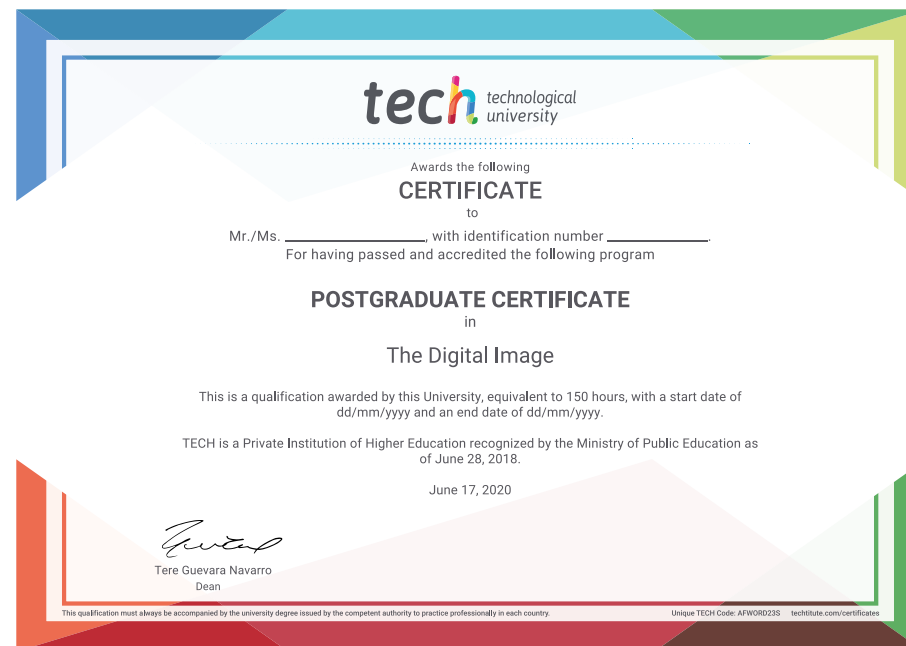 tech technological
university
Awards the following
CERTIFICATE
to
Mr./Ms. ____________________, with identification number ______________.
For having passed and accredited the following program
POSTGRADUATE CERTIFICATE
in
The Digital Image
This is a qualification awarded by this University, equivalent to 150 hours, with a start date of
dd/mm/yyyy and an end date of dd/mm/yyyy.
TECH is a Private Institution of Higher Education recognized by the Ministry of Public Education as
of June 28, 2018.
June 17, 2020
Tere Guevara Navarro
Dean
This qualification must always be accompanied by the university degree issued by the competent authority to practice professionally in each country. Unique TECH Code: AFWORD23S techtitute.com/certificates